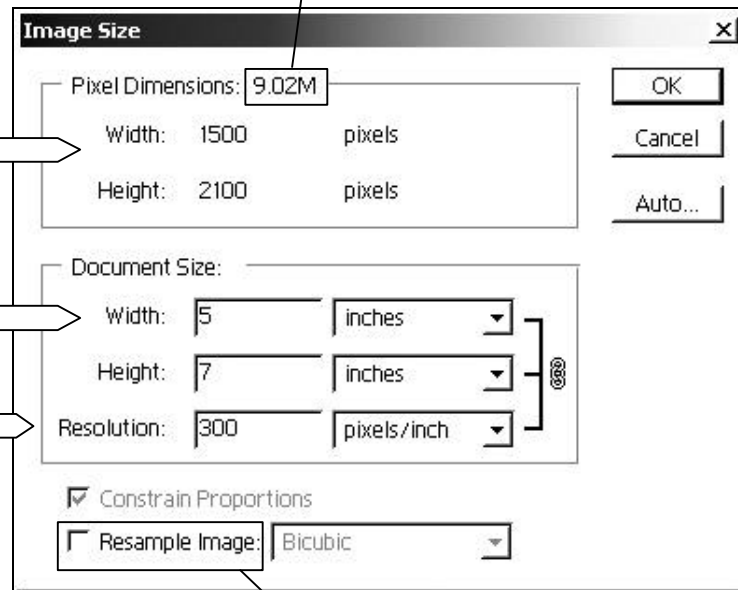 Image Size
Pixel Dimensions: 9.02M
OK
Width: 1500 pixels
Cancel
Height: 2100 pixels
Auto...
Document Size:
Width: 5 inches
Height: 7 inches
Resolution: 300 pixels/inch
Constrain Proportions
Resample Image: Bicubic